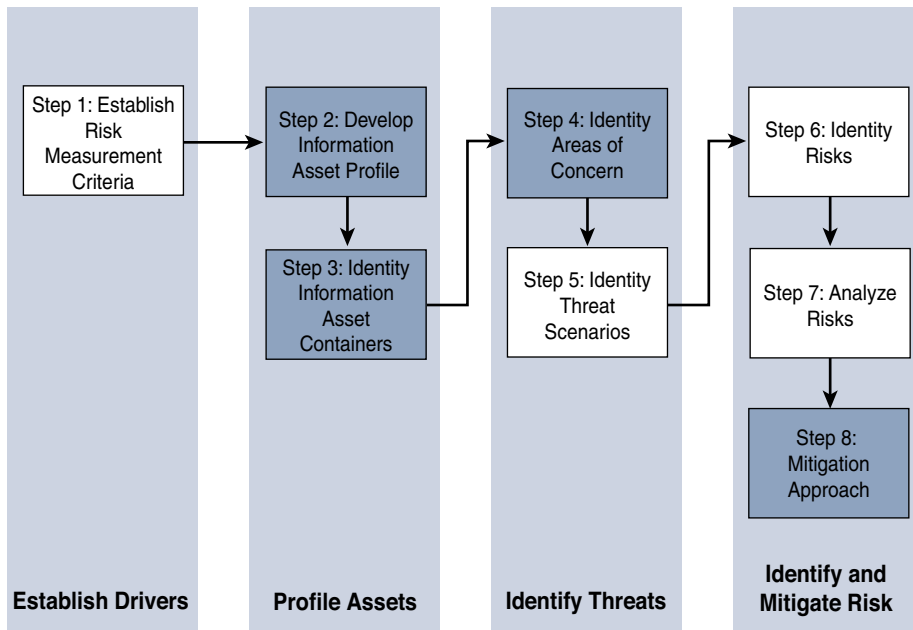 Step 1: Establish
Risk
Measurement
Criteria
Step 2: Develop
Information
Asset Profile
Step 3: Identity
Information
Asset
Containers
Step 4: Identity
Areas of
Concern
Step 5: Identity
Threat
Scenarios
Step 6: Identity
Risks
Step 7: Analyze
Risks
Step 8:
Mitigation
Approach
Establish Drivers
Profile Assets
Identify Threats
Identify and
Mitigate Risk